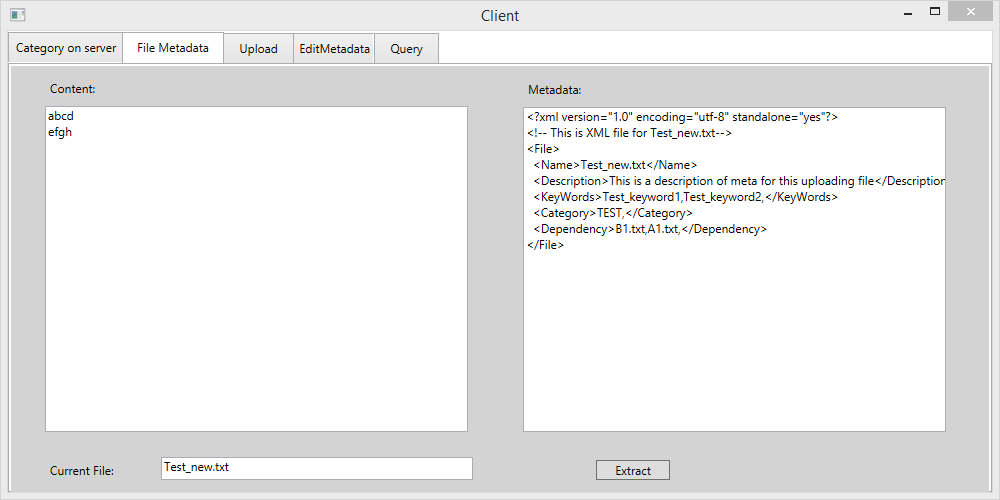 Client
Category on server
File Metadata
Upload
EditMetadata
Query
Content:
abcd
efgh
Metadata:
<?xml version="1.0" encoding="utf-8" standalone="yes"?>
<!-- This is XML file for Test_new.txt-->
<File>
<Name>Test_new.txt</Name>
<Description>This is a description of meta for this uploading file</Description
<KeyWords>Test_keyword1,Test_keyword2,</KeyWords>
<Category>TEST,</Category>
<Dependency>B1.txt,A1.txt,</Dependency>
</File>
Current File:
Test_new.txt
Extract